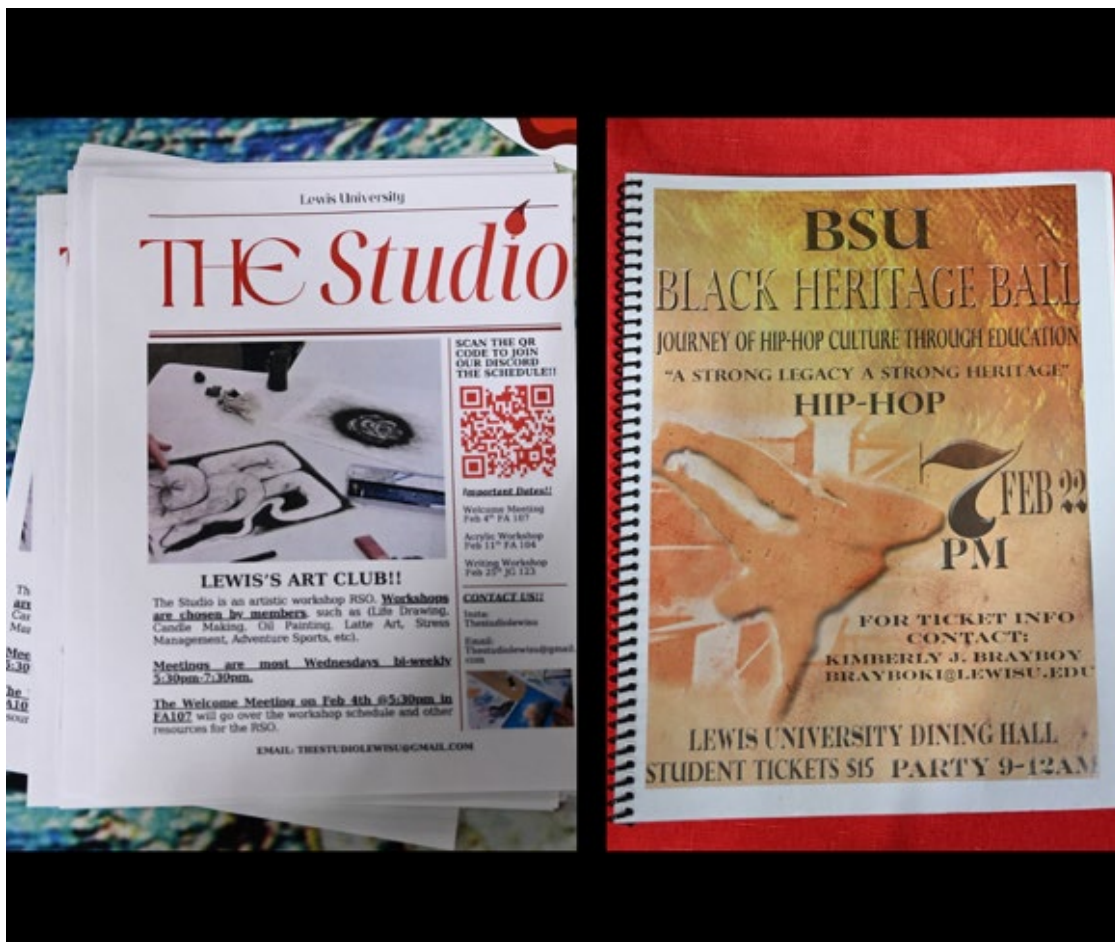 Lewis University
THE Studio
SCAN THE QR
CODE TO JOIN
OUR DISCORD
THE SCHEDULE!!
Important Dates!!
Welcome Meeting
Feb 4th FA 107
Acrylic Workshop
Feb 11th FA 104
Writing Workshop
Feb 25th JG 123
CONTACT US!!
Insta:
Thestudiolewisu
Email:
Thestudiolewisu@gmail.
com
LEWIS'S ART CLUB!!
The Studio is an artistic workshop RSO. Workshops
are chosen by members, such as (Life Drawing,
Candle Making, Oil Painting, Latte Art, Stress
Management, Adventure Sports, etc).
Meetings are most Wednesdays bi-weekly
5:30pm-7:30pm.
The Welcome Meeting on Feb 4th @5:30pm in
FA107 will go over the workshop schedule and other
resources for the RSO.
EMAIL: THESTUDIOLEWISU@GMAIL.COM
BSU
BLACK HERITAGE BALL
JOURNEY OF HIP-HOP CULTURE THROUGH EDUCATION
"A STRONG LEGACY A STRONG HERITAGE"
HIP-HOP
7 FEB 22
PM
FOR TICKET INFO
CONTACT:
KIMBERLY J. BRAYBOY
BRAYBOKI@LEWISU.EDU
LEWIS UNIVERSITY DINING HALL
STUDENT TICKETS $15 PARTY 9-12AM